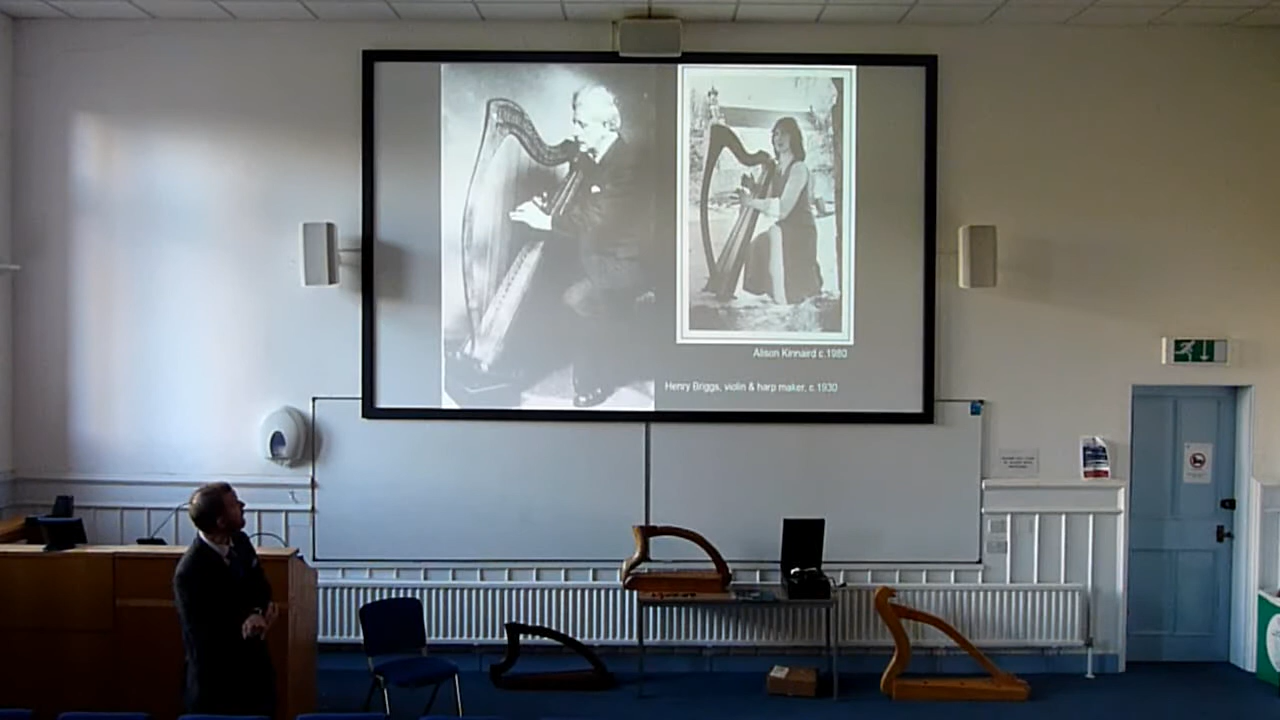 Alison Kinnaird c.1980
Henry Briggs, violin & harp maker, c.1930